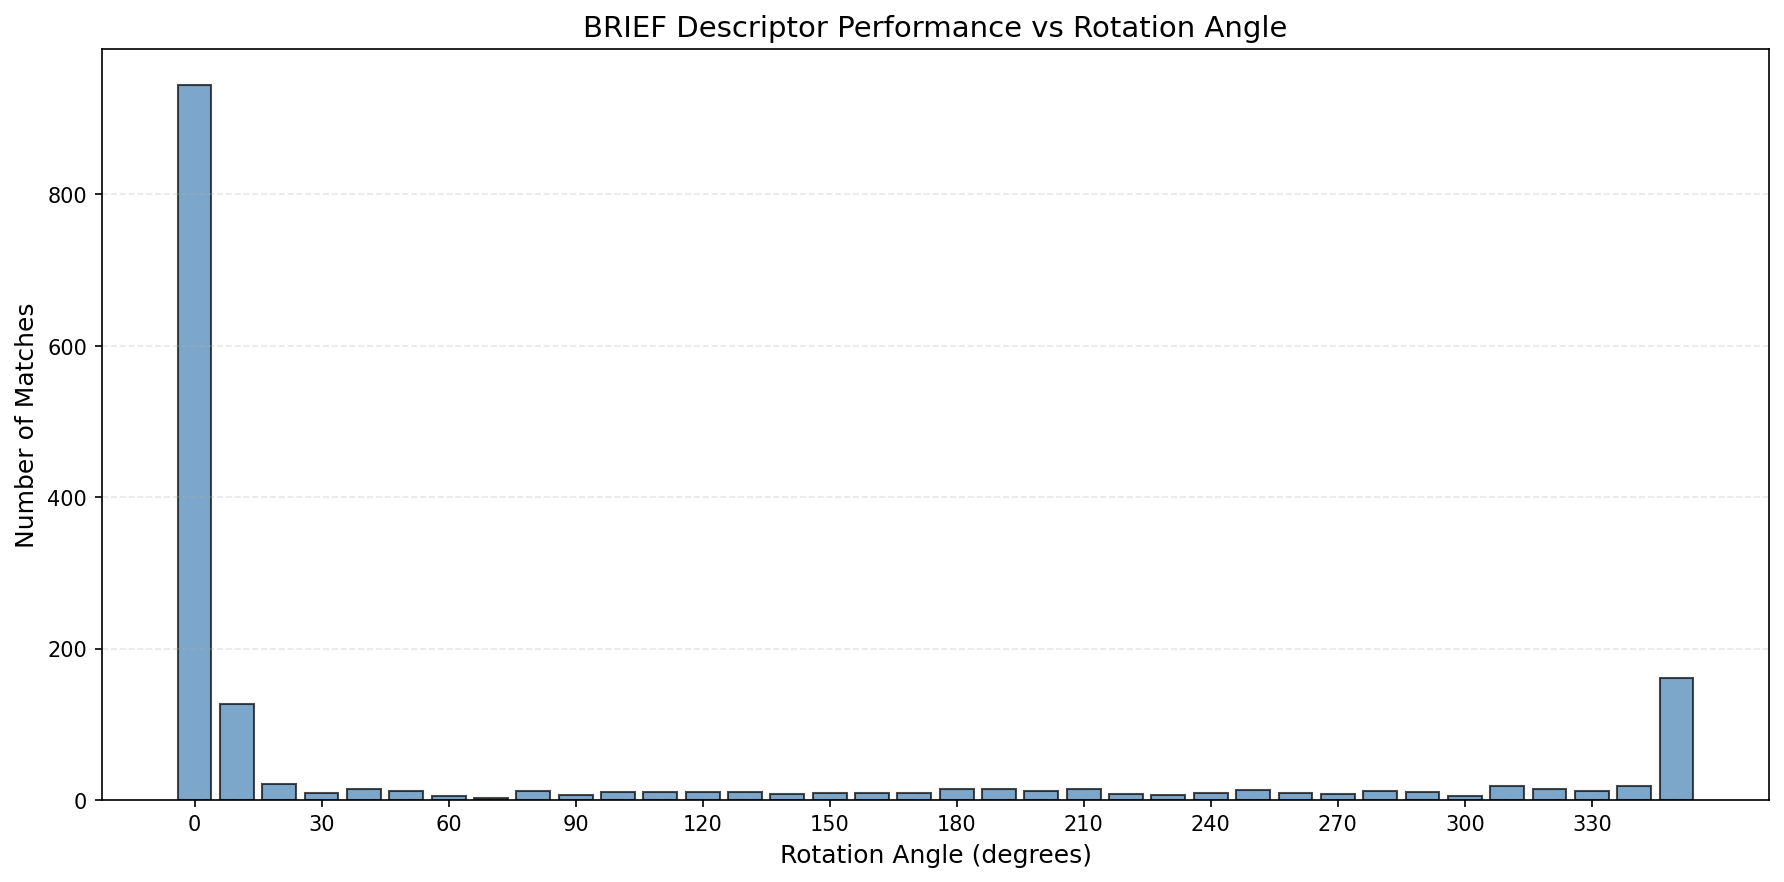 BRIEF Descriptor Performance vs Rotation Angle
Number of Matches
800
600
400
200
0
0 30 60 90 120 150 180 210 240 270 300 330
Rotation Angle (degrees)